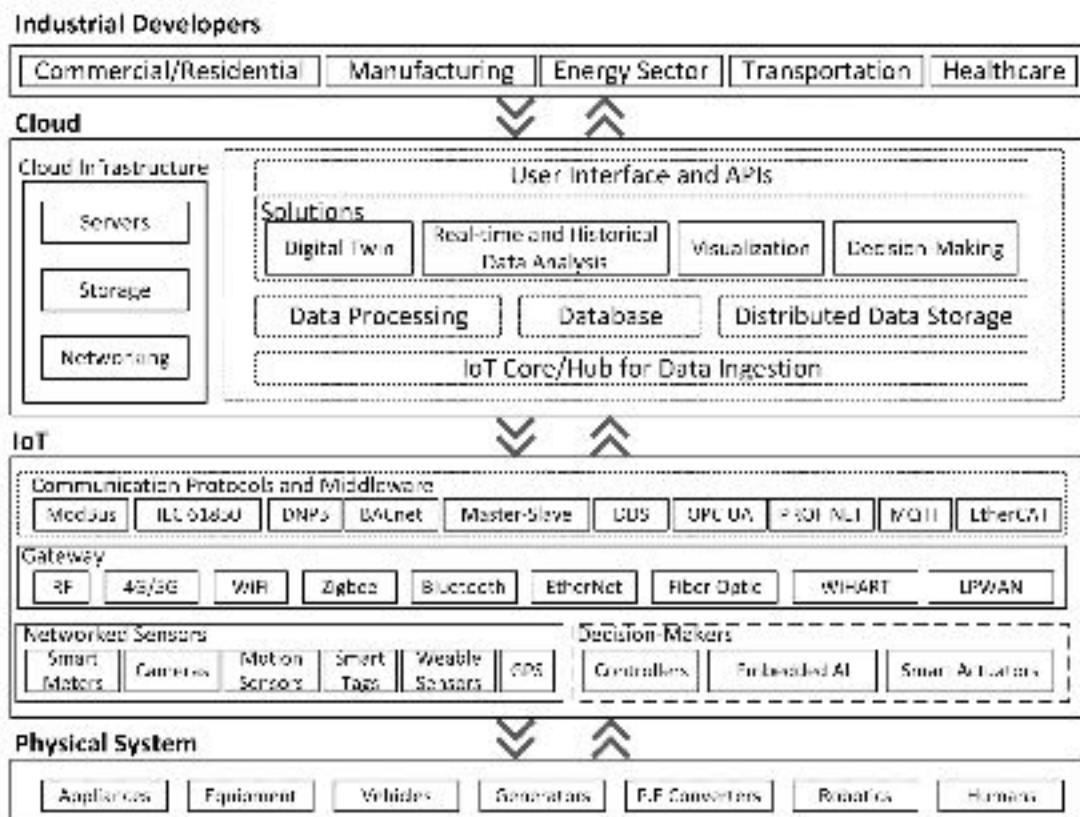 Industrial Developers
Commercial/Residential Manufacturing Energy Sector Transportation Healthcare
Cloud
Cloud Infrastructure
Servers
Storage
Networking
User Interface and APIs
Solutions
Digital Twin
Real-time and Historical
Data Analysis
Visualization
Decision-Making
Data Processing Database Distributed Data Storage
IoT Core/Hub for Data Ingestion
IoT
Communication Protocols and Middleware
ModBus IEC 61850 DNP3 BACnet Master-Slave DDS OPC UA PROFINET MQTT EtherCAT
Gateway
RF 4G/5G WiFi Zigbee Bluetooth EtherNet Fiber Optic WiHART LPWAN
Networked Sensors
Smart
Meters
Cameras
Motion
Sensors
Smart
Tags
Weable
Sensors
GPS
Decision-Makers
Controllers Embedded AI Smart Actuators
Physical System
Appliances Equipment Vehicles Generators Converters Robotics Humans